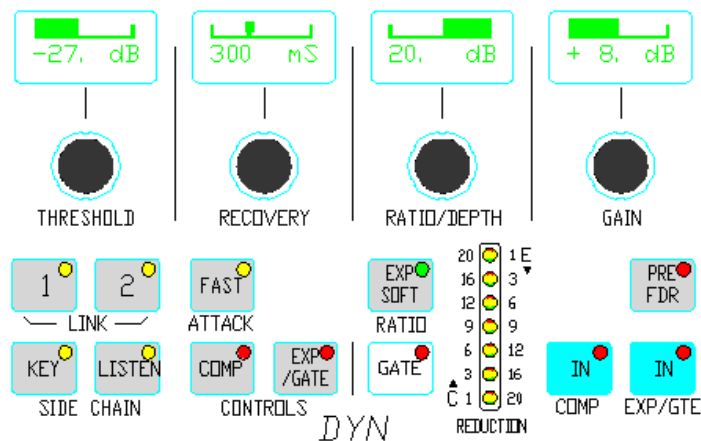 -27. dB
300 mS
20. dB
+ 8. dB
THRESHOLD
RECOVERY
RATIO/DEPTH
GAIN
1
2
LINK
FAST
ATTACK
EXP
SOFT
RATIO
20 1 E
16 3
12 6
9 9
6 12
3 16
C 1 20
REDUCTION
PRE
FDR
KEY
LISTEN
SIDE CHAIN
COMP
EXP
/GATE
CONTROLS
GATE
IN
COMP
IN
EXP/GTE
DYN